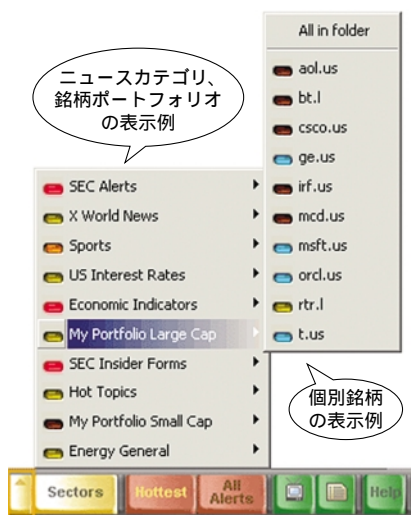 ニュースカテゴリ、
銘柄ポートフォリオ
の表示例
SEC Alerts
X World News
Sports
US Interest Rates
Economic Indicators
My Portfolio Large Cap
SEC Insider Forms
Hot Topics
My Portfolio Small Cap
Energy General
All in folder
aol.us
bt.l
csco.us
ge.us
irf.us
mcd.us
msft.us
orcl.us
rtr.l
t.us
個別銘柄
の表示例
Sectors
Hottest
All
Alerts
Help